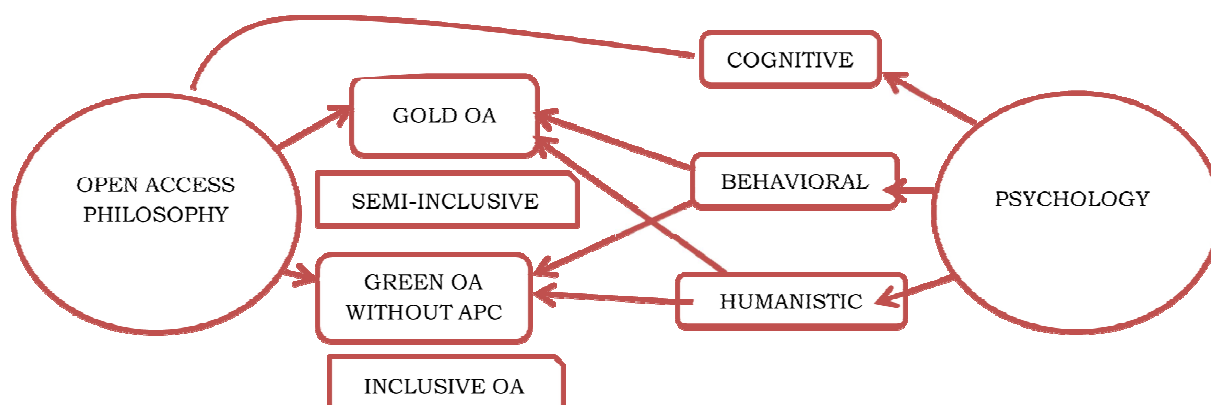 COGNITIVE
GOLD OA
OPEN ACCESS
PHILOSOPHY
SEMI-INCLUSIVE
BEHAVIORAL
PSYCHOLOGY
GREEN OA
WITHOUT APC
HUMANISTIC
INCLUSIVE OA